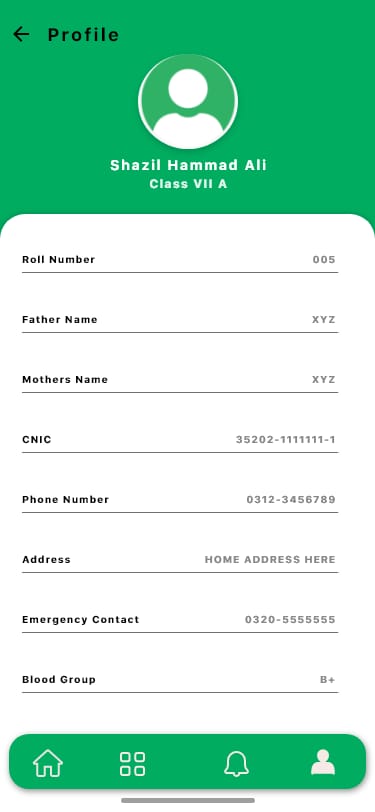 Profile
Shazil Hammad Ali
Class VII A
Roll Number 005
Father Name XYZ
Mothers Name XYZ
CNIC 35202-1111111-1
Phone Number 0312-3456789
Address HOME ADDRESS HERE
Emergency Contact 0320-5555555
Blood Group B+